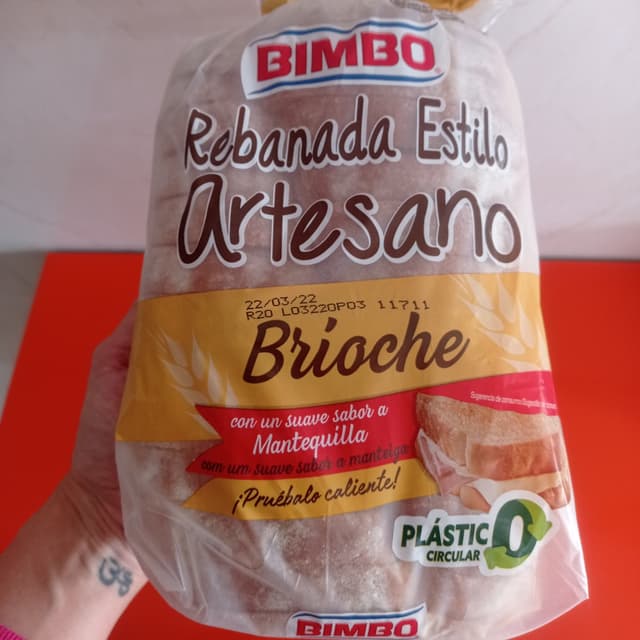 BIMBO
Rebanada Estilo
Artesano
22/03/22
R20 L03220P03 11711
Brioche
con un suave sabor a
Mantequilla
com um suave sabor a manteiga
¡Pruébalo caliente!
PLÁSTIC 0
CIRCULAR
BIMBO